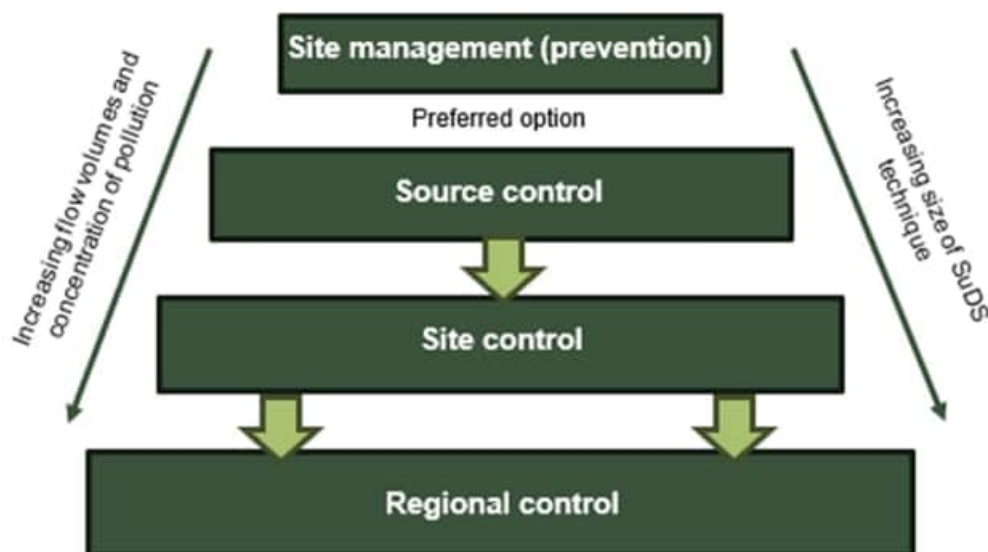 Site management (prevention)
Preferred option
Increasing flow volumes and
concentration of pollution
Increasing size of SuDS
technique
Source control
Site control
Regional control